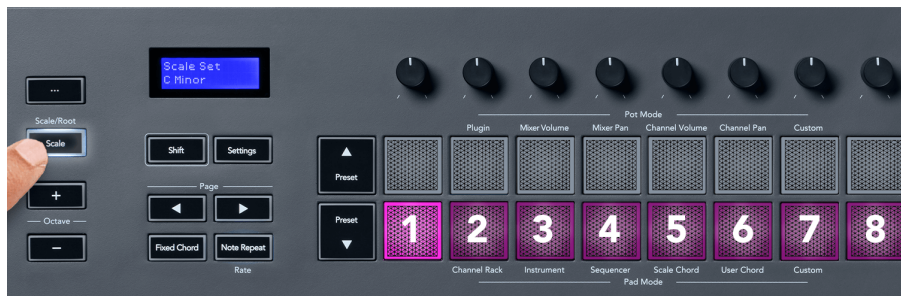 Scale Set
C Minor
...
Scale/Root
Scale
+
Octave
−
Shift
Settings
Page
Fixed Chord
Note Repeat
Rate
Preset
Preset
Pot Mode
Plugin
Mixer Volume
Mixer Pan
Channel Volume
Channel Pan
Custom
1
2
3
4
5
6
7
8
Channel Rack
Instrument
Sequencer
Scale Chord
User Chord
Custom
Pad Mode